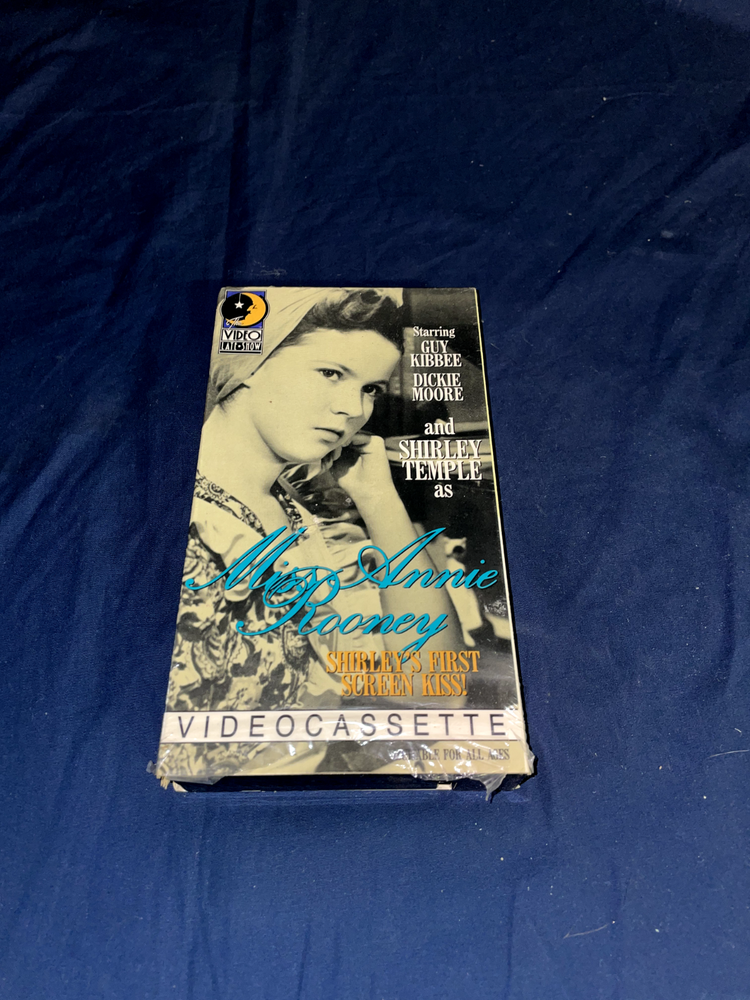 VIDEO
LATE★SHOW
Starring
GUY
KIBBEE
DICKIE
MOORE
and
SHIRLEY
TEMPLE
as
Miss Annie
Rooney
SHIRLEY'S FIRST
SCREEN KISS!
VIDEOCASSETTE
FOR ALL AGES